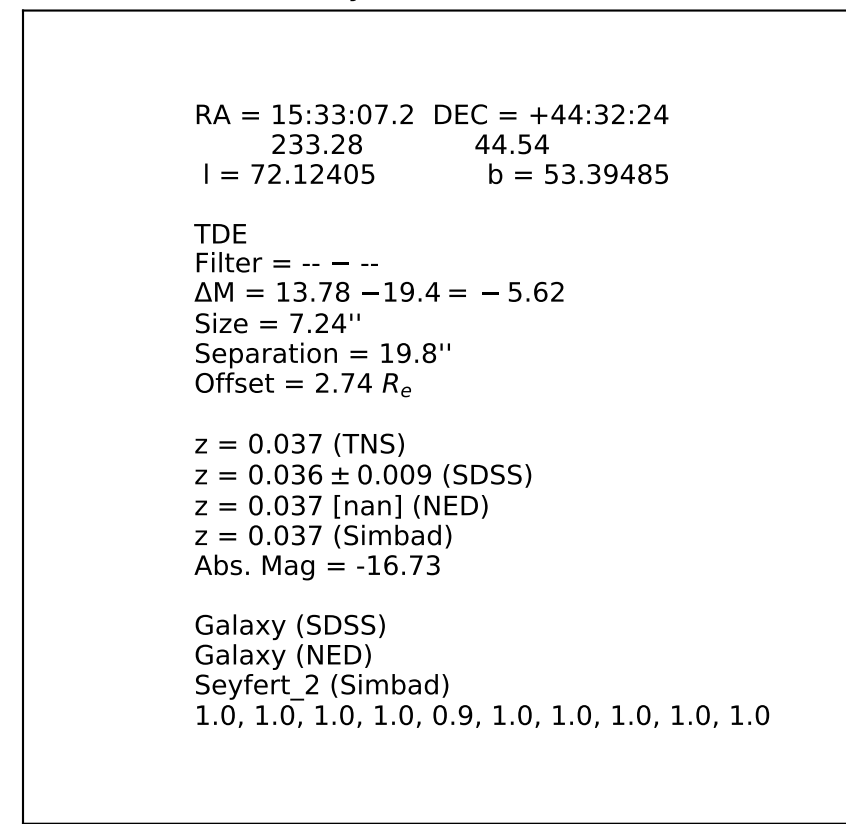 RA = 15:33:07.2  DEC = +44:32:24
233.28 44.54
l = 72.12405 b = 53.39485
TDE
Filter = -- − --
ΔM = 13.78 −19.4 = − 5.62
Size = 7.24''
Separation = 19.8''
Offset = 2.74 Rₑ
z = 0.037 (TNS)
z = 0.036 ± 0.009 (SDSS)
z = 0.037 [nan] (NED)
z = 0.037 (Simbad)
Abs. Mag = -16.73
Galaxy (SDSS)
Galaxy (NED)
Seyfert_2 (Simbad)
1.0, 1.0, 1.0, 1.0, 0.9, 1.0, 1.0, 1.0, 1.0, 1.0